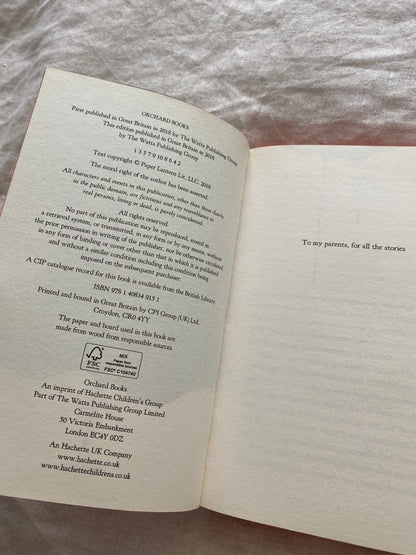 ORCHARD BOOKS
First published in Great Britain in 2018 by The Watts Publishing Group
This edition published in Great Britain in 2018
by The Watts Publishing Group
1 3 5 7 9 10 8 6 4 2
Text copyright © Paper Lantern Lit, LLC, 2018
The moral right of the author has been asserted.
All characters and events in this publication, other than those clearly
in the public domain, are fictitious and any resemblance to
real persons, living or dead, is purely coincidental.
All rights reserved.
No part of this publication may be reproduced, stored in
a retrieval system, or transmitted, in any form or by any means, without
the prior permission in writing of the publisher, nor be otherwise circulated
in any form of binding or cover other than that in which it is published
and without a similar condition including this condition being
imposed on the subsequent purchaser.
A CIP catalogue record for this book is available from the British Library.
ISBN 978 1 40834 915 1
Printed and bound in Great Britain by CPI Group (UK) Ltd,
Croydon, CR0 4YY
The paper and board used in this book are
made from wood from responsible sources.
FSC
www.fsc.org
MIX
Paper from
responsible sources
FSC® C104740
Orchard Books
An imprint of Hachette Children's Group
Part of The Watts Publishing Group Limited
Carmelite House
50 Victoria Embankment
London EC4Y 0DZ
An Hachette UK Company
www.hachette.co.uk
www.hachettechildrens.co.uk
To my parents, for all the stories